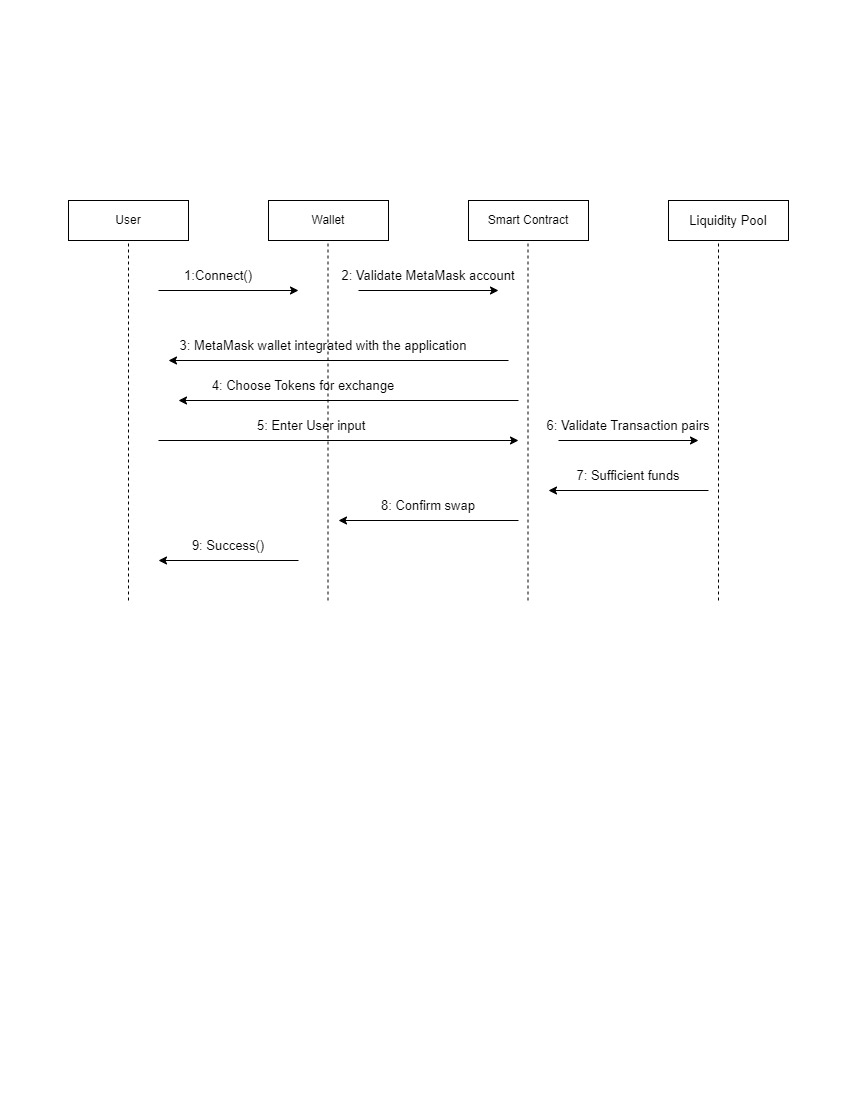 User
Wallet
Smart Contract
Liquidity Pool
1:Connect()
2: Validate MetaMask account
3: MetaMask wallet integrated with the application
4: Choose Tokens for exchange
5: Enter User input
6: Validate Transaction pairs
7: Sufficient funds
8: Confirm swap
9: Success()